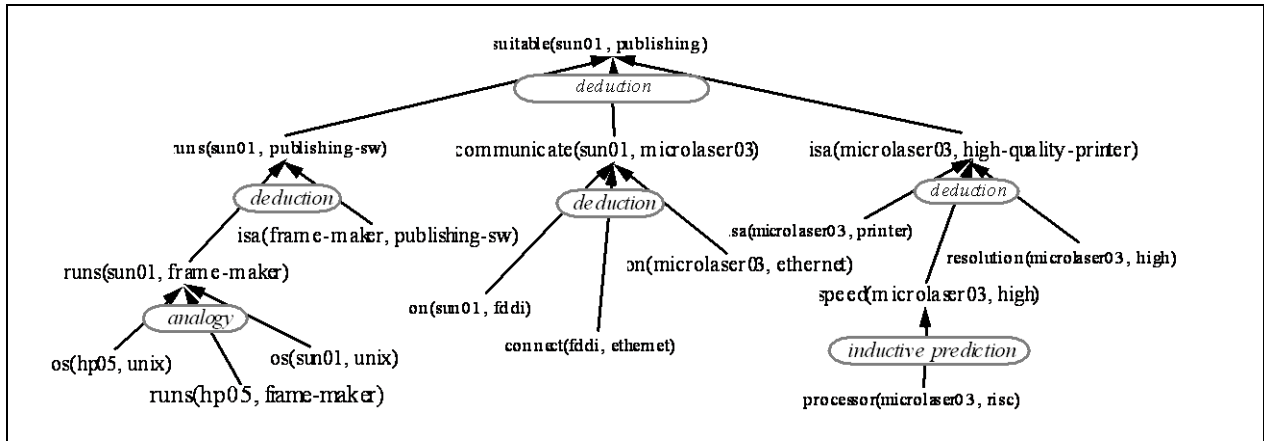 suitable(sun01, publishing)
deduction
runs(sun01, publishing-sw)
communicate(sun01, microlaser03)
isa(microlaser03, high-quality-printer)
deduction
deduction
deduction
isa(frame-maker, publishing-sw)
isa(microlaser03, printer)
runs(sun01, frame-maker)
on(microlaser03, ethernet)
resolution(microlaser03, high)
speed(microlaser03, high)
on(sun01, fddi)
analogy
connect(fddi, ethernet)
inductive prediction
os(hp05, unix)
os(sun01, unix)
runs(hp05, frame-maker)
processor(microlaser03, risc)